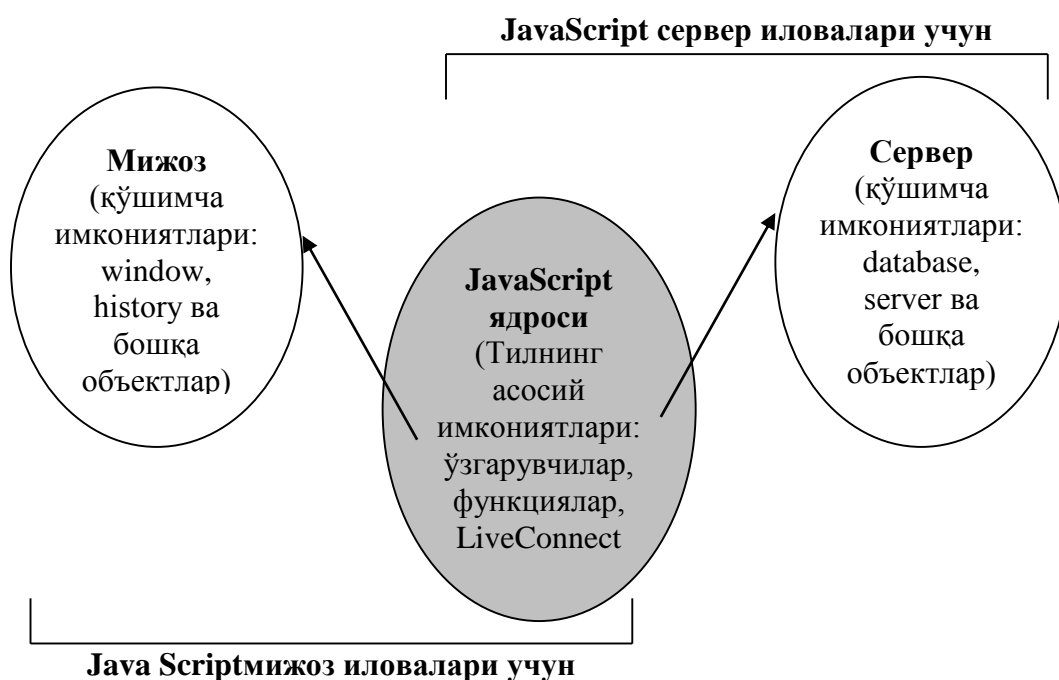 JavaScript сервер иловалари учун
Мижоз
(қўшимча
имкониятлари:
window,
history ва
бошқа
объектлар)
JavaScript
ядроси
(Тилнинг
асосий
имкониятлари:
ўзгарувчилар,
функциялар,
LiveConnect
Сервер
(қўшимча
имкониятлари:
database,
server ва
бошқа
объектлар)
Java Scriptмижоз иловалари учун